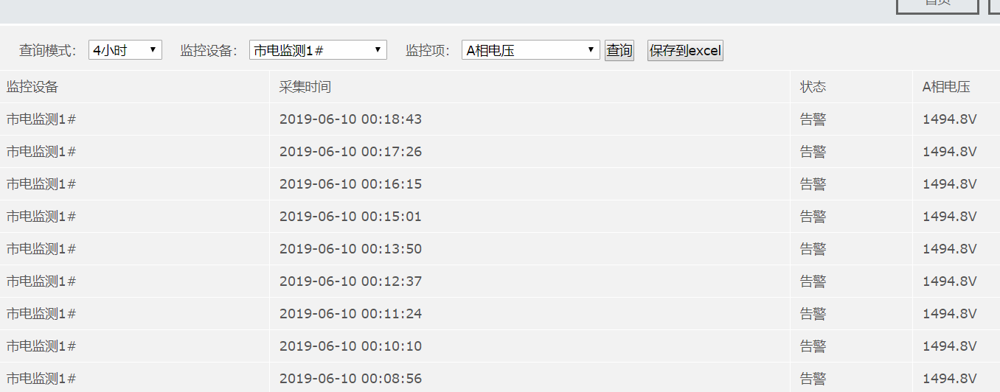 首页
查询模式： 4小时 监控设备： 市电监测1# 监控项： A相电压 查询 保存到excel
监控设备 采集时间 状态 A相电压
市电监测1# 2019-06-10 00:18:43 告警 1494.8V
市电监测1# 2019-06-10 00:17:26 告警 1494.8V
市电监测1# 2019-06-10 00:16:15 告警 1494.8V
市电监测1# 2019-06-10 00:15:01 告警 1494.8V
市电监测1# 2019-06-10 00:13:50 告警 1494.8V
市电监测1# 2019-06-10 00:12:37 告警 1494.8V
市电监测1# 2019-06-10 00:11:24 告警 1494.8V
市电监测1# 2019-06-10 00:10:10 告警 1494.8V
市电监测1# 2019-06-10 00:08:56 告警 1494.8V